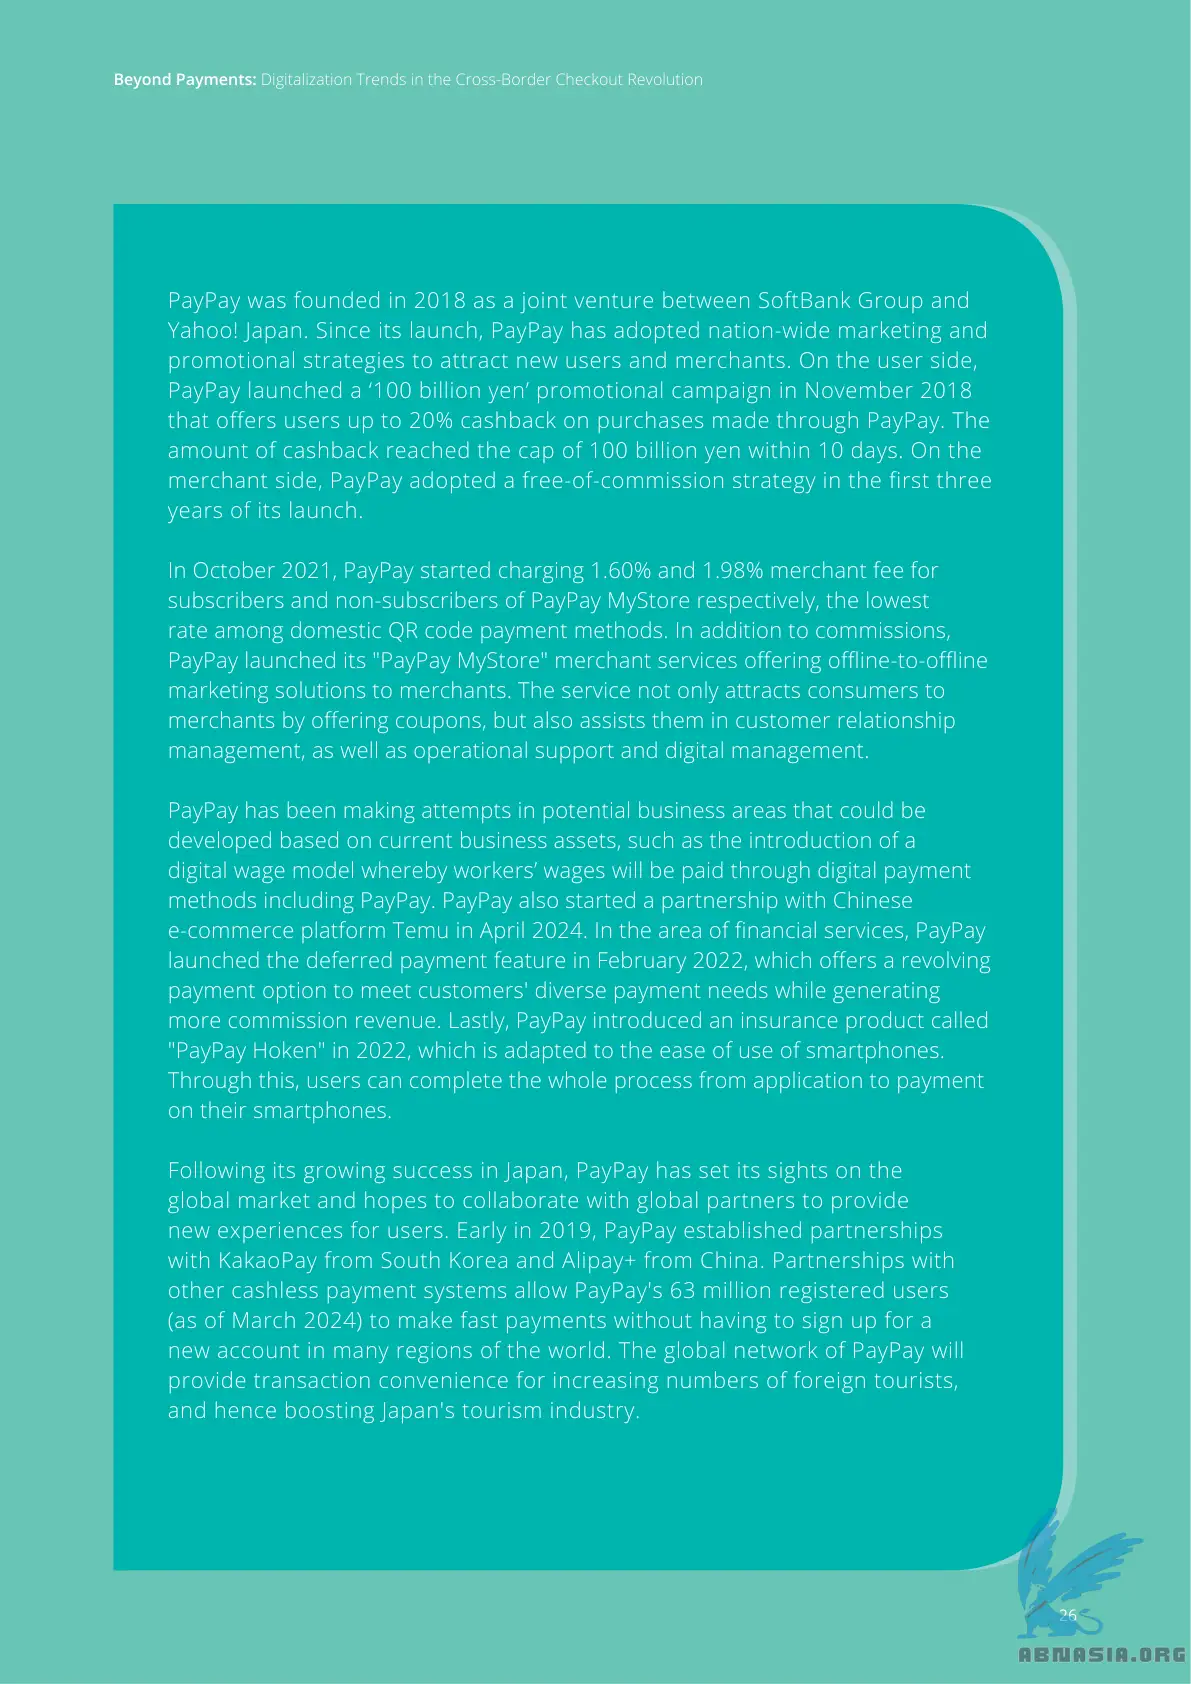 Beyond Payments: Digitalization Trends in the Cross-Border Checkout Revolution
PayPay was founded in 2018 as a joint venture between SoftBank Group and
Yahoo! Japan. Since its launch, PayPay has adopted nation-wide marketing and
promotional strategies to attract new users and merchants. On the user side,
PayPay launched a ‘100 billion yen’ promotional campaign in November 2018
that offers users up to 20% cashback on purchases made through PayPay. The
amount of cashback reached the cap of 100 billion yen within 10 days. On the
merchant side, PayPay adopted a free-of-commission strategy in the first three
years of its launch.
In October 2021, PayPay started charging 1.60% and 1.98% merchant fee for
subscribers and non-subscribers of PayPay MyStore respectively, the lowest
rate among domestic QR code payment methods. In addition to commissions,
PayPay launched its "PayPay MyStore" merchant services offering offline-to-offline
marketing solutions to merchants. The service not only attracts consumers to
merchants by offering coupons, but also assists them in customer relationship
management, as well as operational support and digital management.
PayPay has been making attempts in potential business areas that could be
developed based on current business assets, such as the introduction of a
digital wage model whereby workers’ wages will be paid through digital payment
methods including PayPay. PayPay also started a partnership with Chinese
e-commerce platform Temu in April 2024. In the area of financial services, PayPay
launched the deferred payment feature in February 2022, which offers a revolving
payment option to meet customers' diverse payment needs while generating
more commission revenue. Lastly, PayPay introduced an insurance product called
"PayPay Hoken" in 2022, which is adapted to the ease of use of smartphones.
Through this, users can complete the whole process from application to payment
on their smartphones.
Following its growing success in Japan, PayPay has set its sights on the
global market and hopes to collaborate with global partners to provide
new experiences for users. Early in 2019, PayPay established partnerships
with KakaoPay from South Korea and Alipay+ from China. Partnerships with
other cashless payment systems allow PayPay's 63 million registered users
(as of March 2024) to make fast payments without having to sign up for a
new account in many regions of the world. The global network of PayPay will
provide transaction convenience for increasing numbers of foreign tourists,
and hence boosting Japan's tourism industry.
26
ABNASIA.ORG